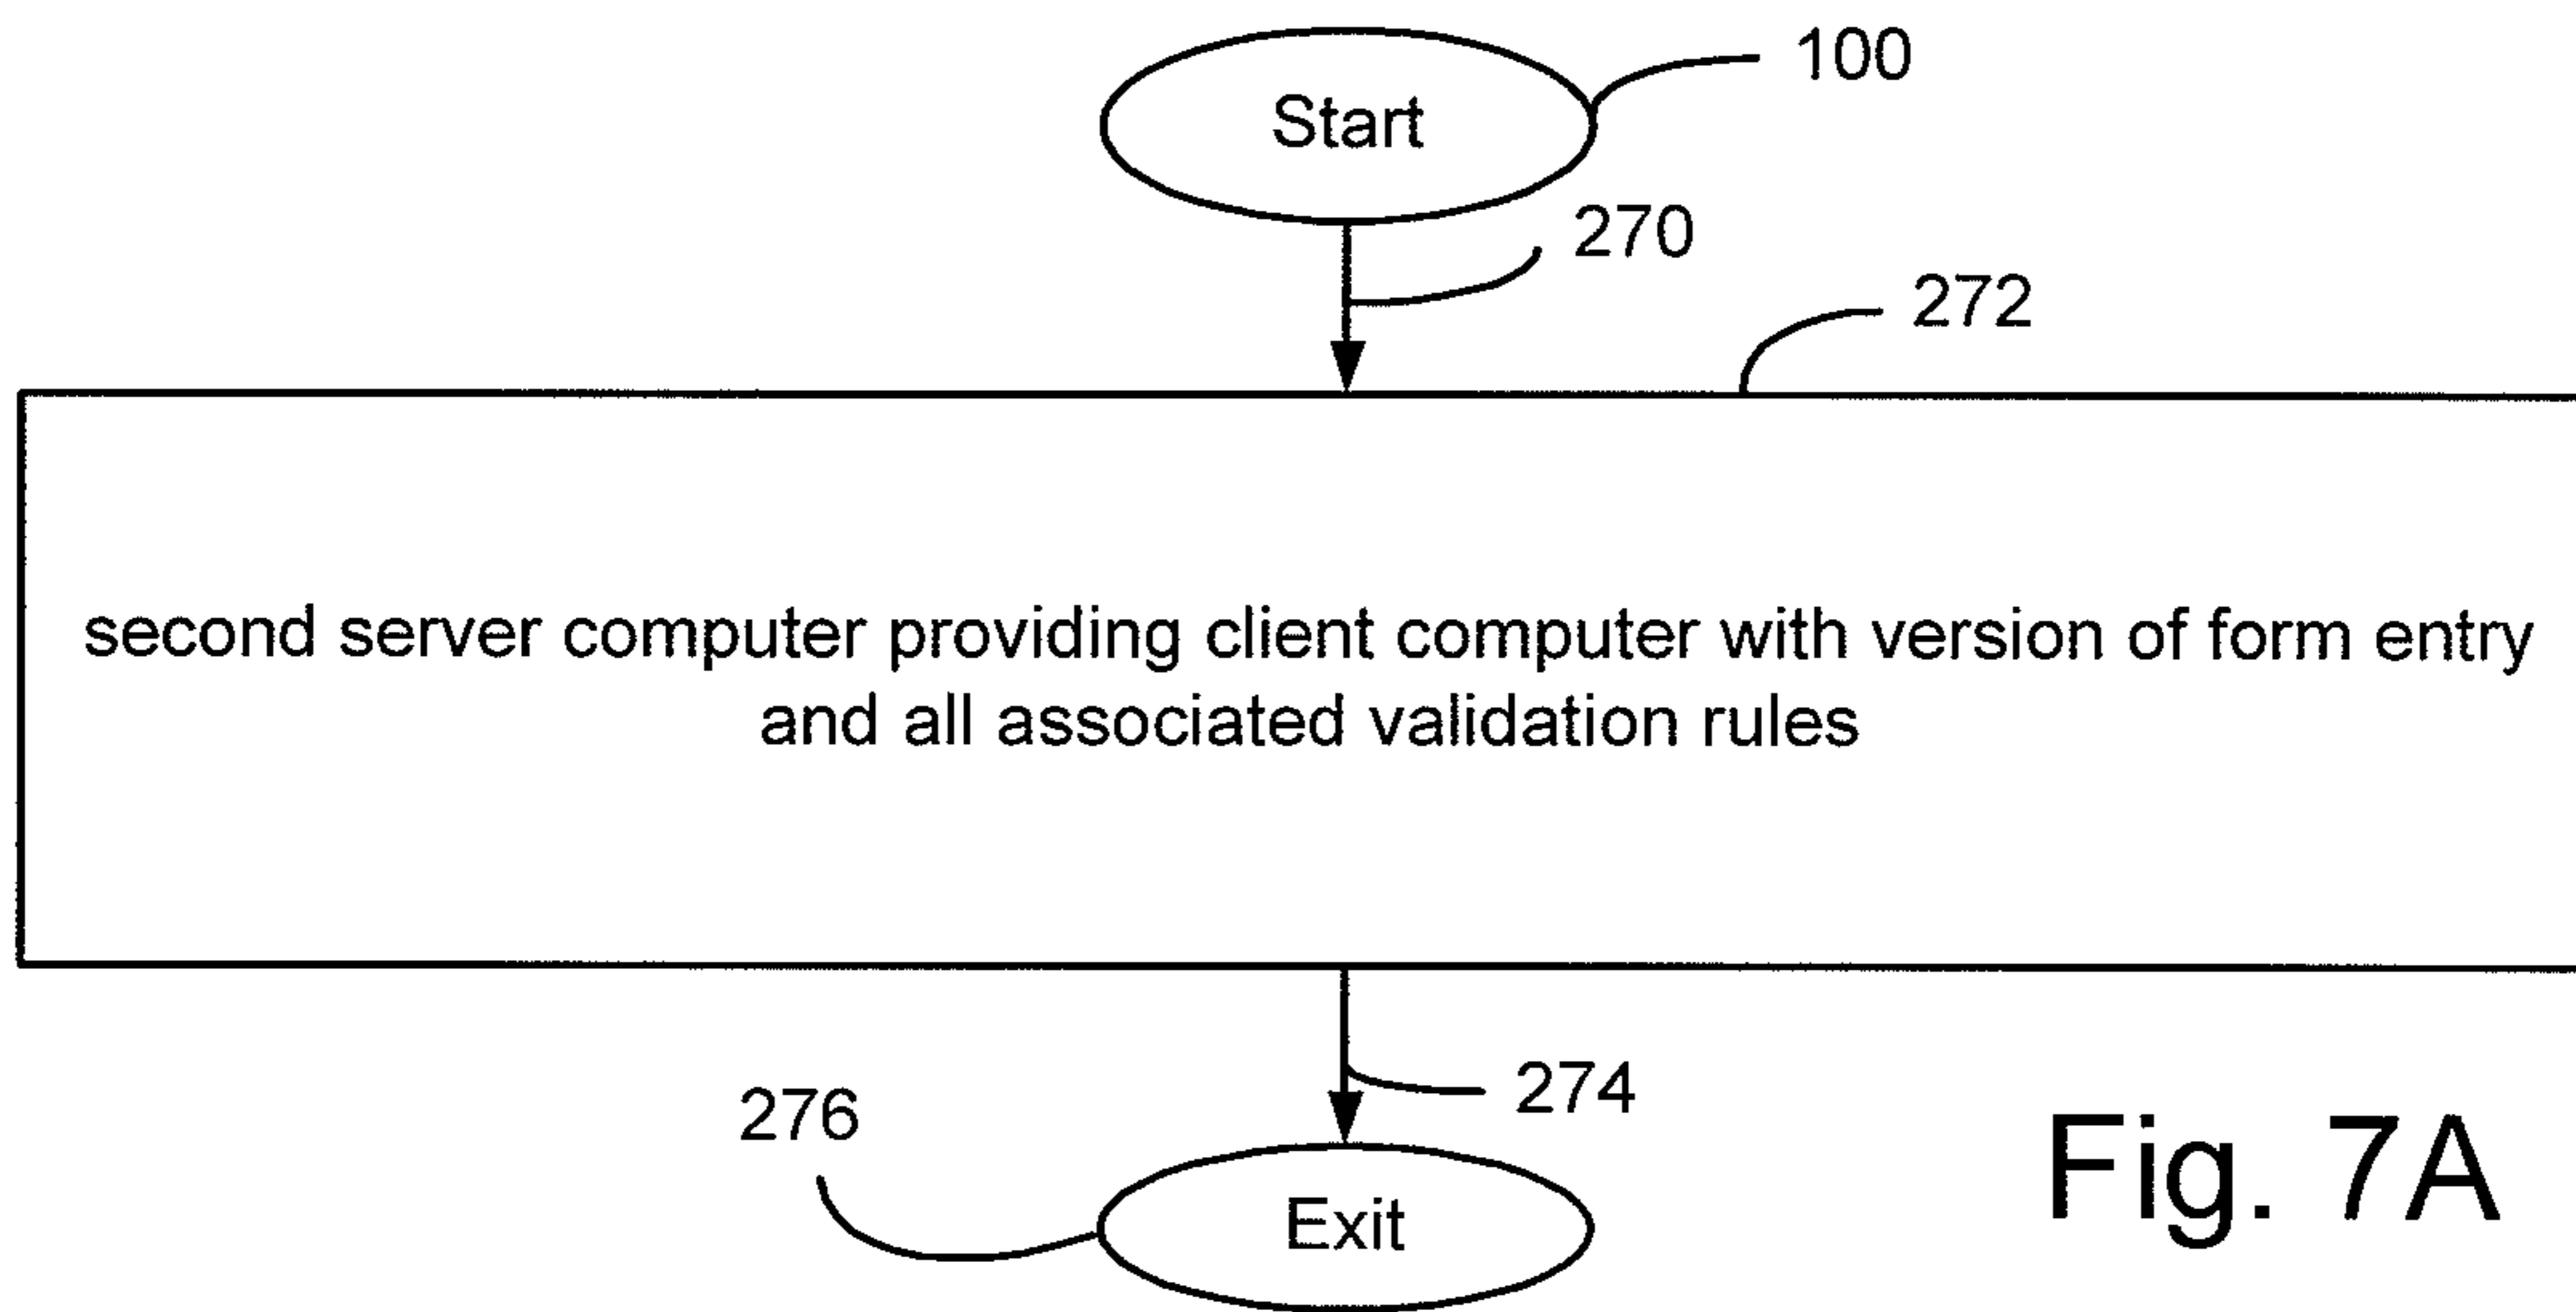 100
Start
270
272
second server computer providing client computer with version of form entry
and all associated validation rules
274
276
Exit
Fig. 7A